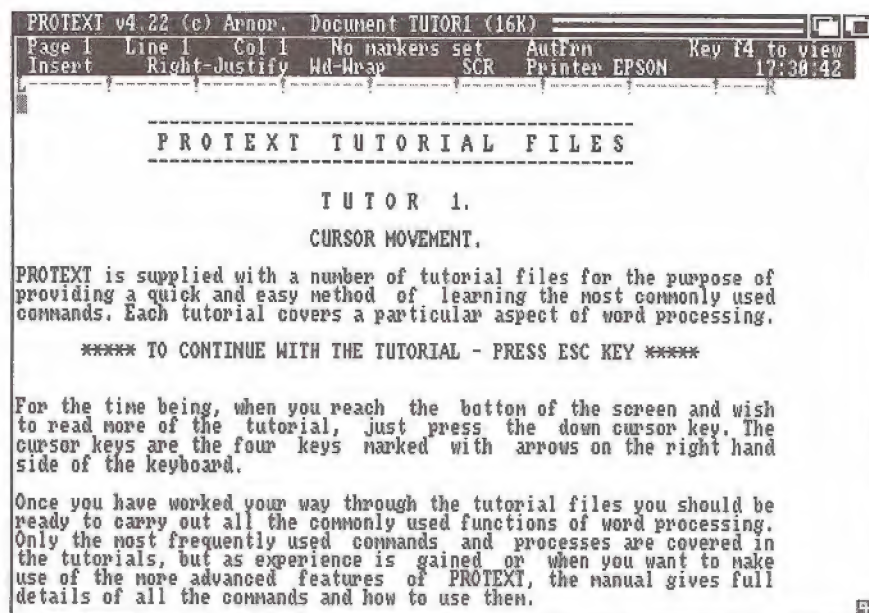 PROTEXT v4.22 (c) Arnor. Document TUTOR1 (16K)
Page 1 Line 1 Col 1 No markers set AutFrm Key f4 to view
Insert Right-Justify Wd-Wrap SCR Printer EPSON 17:30:42
PROTEXT TUTORIAL FILES
TUTOR 1.
CURSOR MOVEMENT.
PROTEXT is supplied with a number of tutorial files for the purpose of
providing a quick and easy method of learning the most commonly used
commands. Each tutorial covers a particular aspect of word processing.
***** TO CONTINUE WITH THE TUTORIAL - PRESS ESC KEY *****
For the time being, when you reach the bottom of the screen and wish
to read more of the tutorial, just press the down cursor key. The
cursor keys are the four keys marked with arrows on the right hand
side of the keyboard.
Once you have worked your way through the tutorial files you should be
ready to carry out all the commonly used functions of word processing.
Only the most frequently used commands and processes are covered in
the tutorials, but as experience is gained or when you want to make
use of the more advanced features of PROTEXT, the manual gives full
details of all the commands and how to use them.